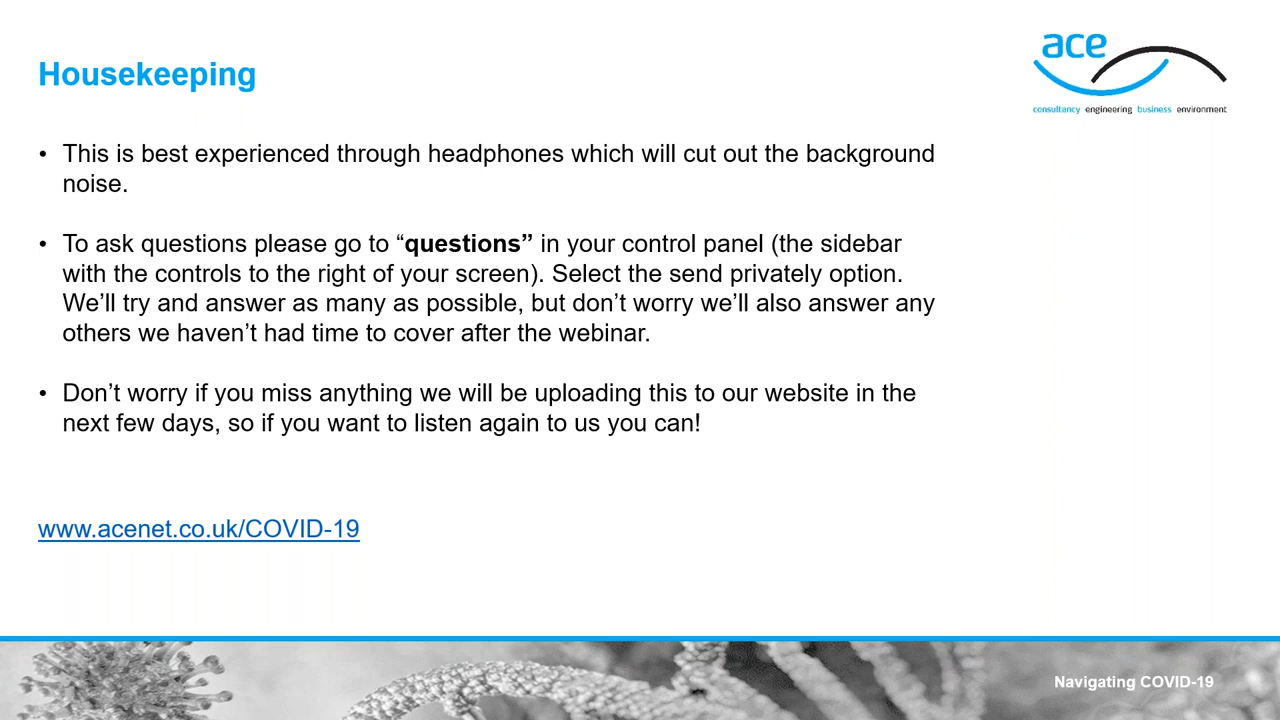 ace
consultancy engineering business environment
Housekeeping
• This is best experienced through headphones which will cut out the background
noise.
• To ask questions please go to “questions” in your control panel (the sidebar
with the controls to the right of your screen). Select the send privately option.
We’ll try and answer as many as possible, but don’t worry we’ll also answer any
others we haven’t had time to cover after the webinar.
• Don’t worry if you miss anything we will be uploading this to our website in the
next few days, so if you want to listen again to us you can!
www.acenet.co.uk/COVID-19
Navigating COVID-19